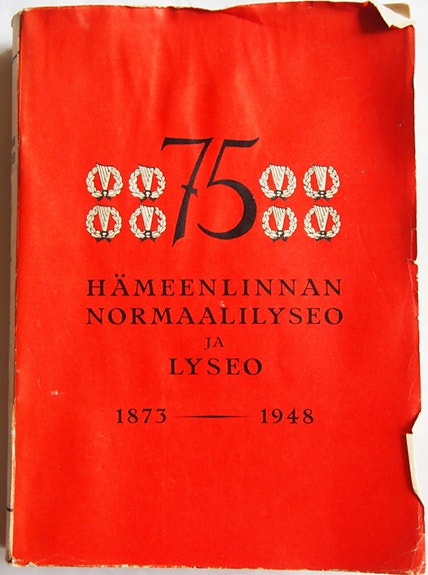 75
HÄMEENLINNAN
NORMAALILYSEO
JA
LYSEO
1873 — 1948